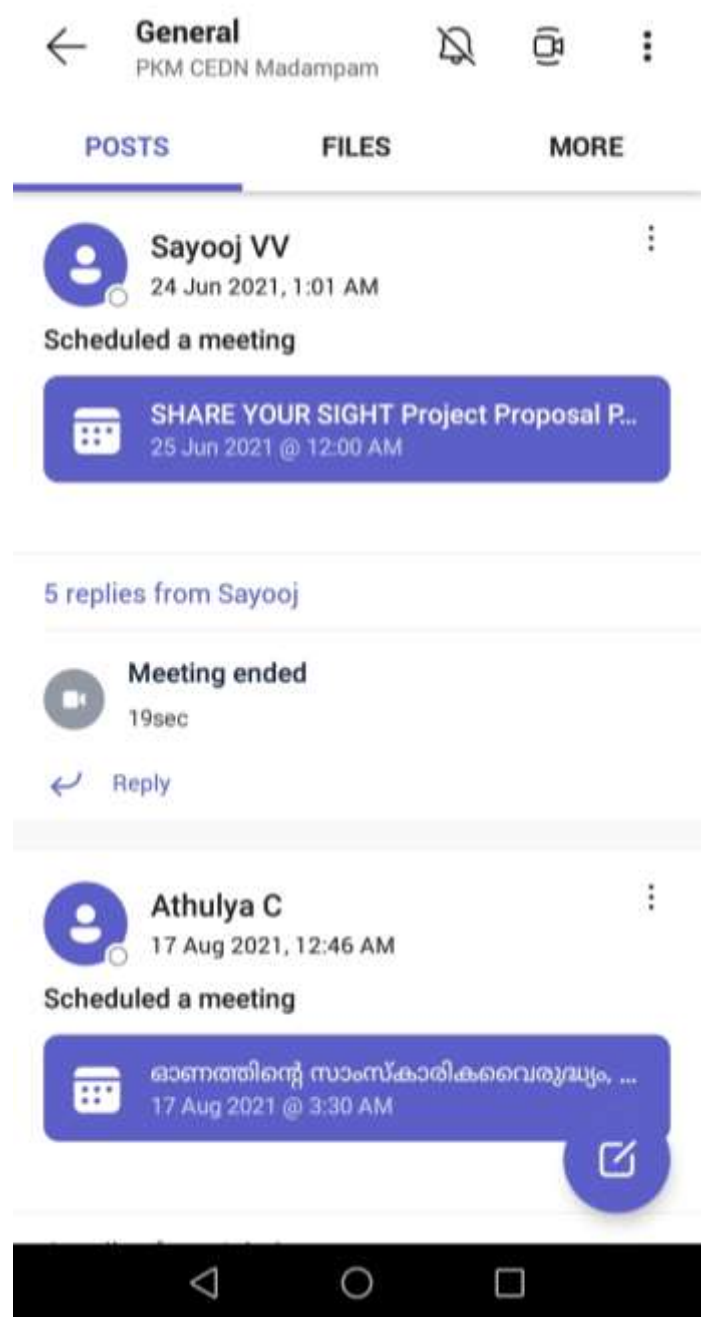 General
PKM CEDN Madampam
POSTS FILES MORE
Sayooj VV
24 Jun 2021, 1:01 AM
Scheduled a meeting
SHARE YOUR SIGHT Project Proposal P...
25 Jun 2021 @ 12:00 AM
5 replies from Sayooj
Meeting ended
19sec
Reply
Athulya C
17 Aug 2021, 12:46 AM
Scheduled a meeting
ഓണത്തിന്റെ സാംസ്കാരികവൈരുദ്ധ്യം, ...
17 Aug 2021 @ 3:30 AM